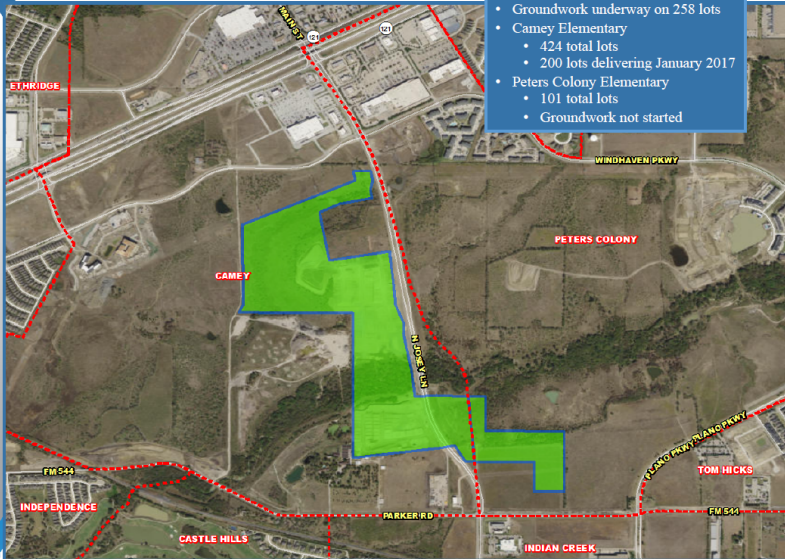 • Groundwork underway on 258 lots
• Camey Elementary
• 424 total lots
• 200 lots delivering January 2017
• Peters Colony Elementary
• 101 total lots
• Groundwork not started
MAIN ST
121
121
ETHRIDGE
WINDHAVEN PKWY
PETERS COLONY
CAMEY
N JOSEY LN
PLANO PKWY
PLANO PKWY
TOM HICKS
FM 544
INDEPENDENCE
PARKER RD
FM 544
CASTLE HILLS
INDIAN CREEK